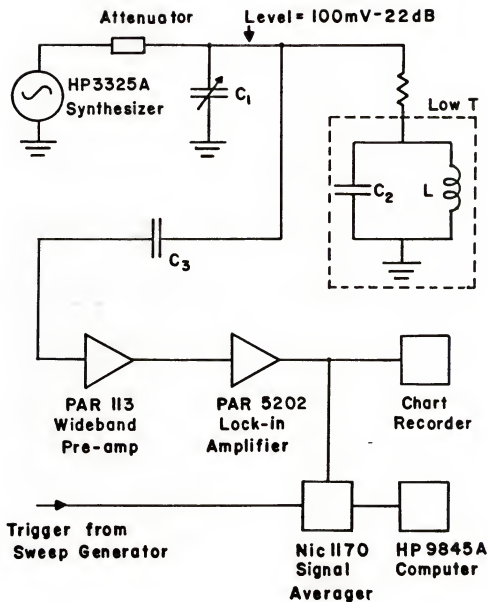 Attenuator
Level = 100mV-22dB
HP3325A
Synthesizer
C1
Low T
C2
L
C3
PAR 113
Wideband
Pre-amp
PAR 5202
Lock-in
Amplifier
Chart
Recorder
Trigger from
Sweep Generator
Nic 1170
Signal
Averager
HP 9845A
Computer